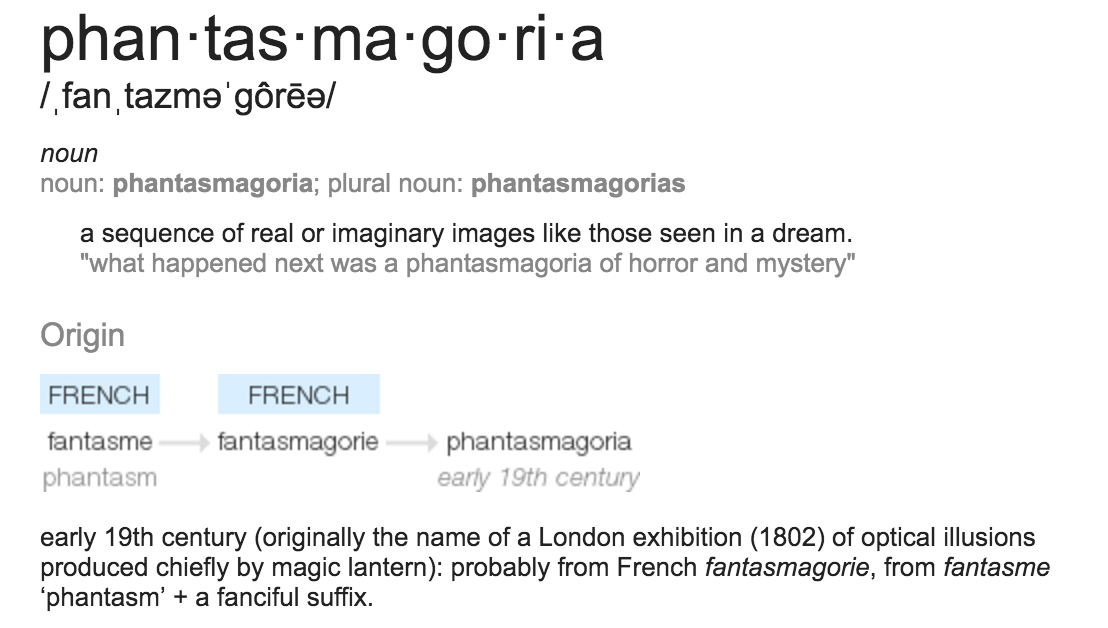 phan·tas·ma·go·ri·a
/ˌfanˌtazməˈɡôrēə/
noun
noun: phantasmagoria; plural noun: phantasmagorias
a sequence of real or imaginary images like those seen in a dream.
"what happened next was a phantasmagoria of horror and mystery"
Origin
FRENCH FRENCH
fantasme fantasmagorie phantasmagoria
phantasm early 19th century
early 19th century (originally the name of a London exhibition (1802) of optical illusions
produced chiefly by magic lantern): probably from French fantasmagorie, from fantasme
‘phantasm’ + a fanciful suffix.